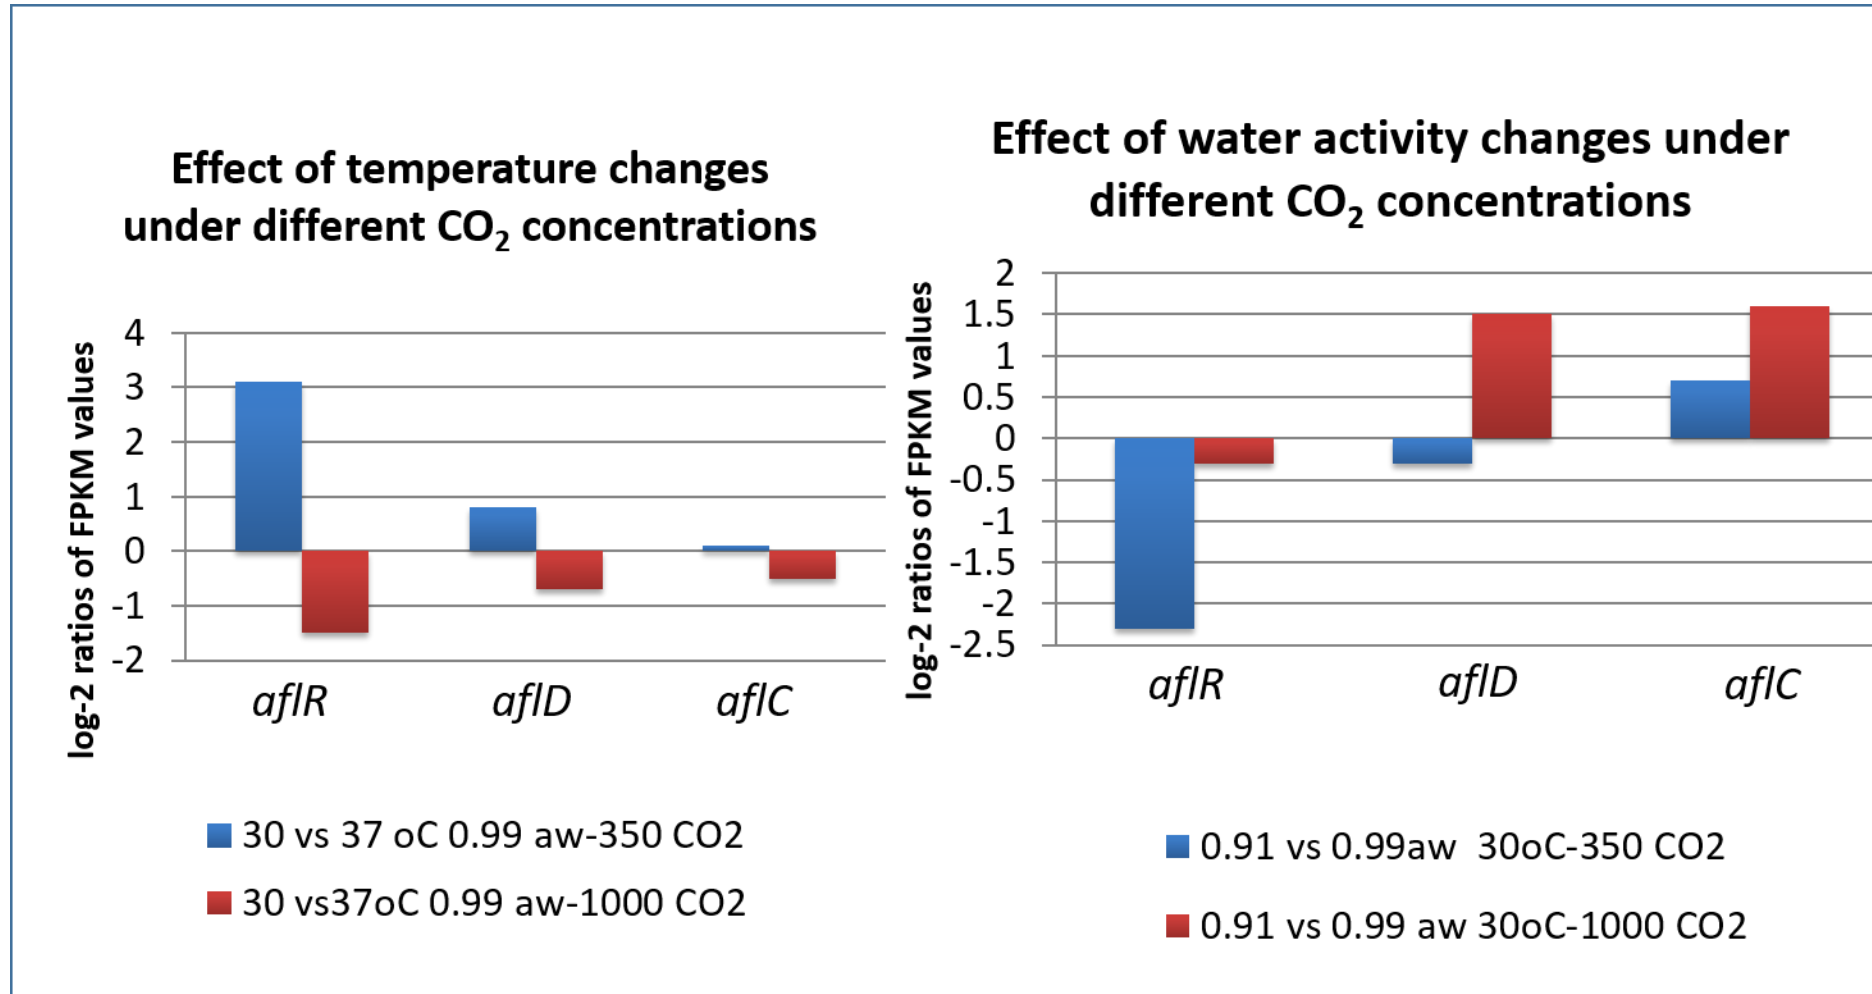 Effect of temperature changes
under different CO₂ concentrations
log-2 ratios of FPKM values
4
3
2
1
0
-1
-2
aflR aflD aflC
30 vs 37 oC 0.99 aw-350 CO2
30 vs37oC 0.99 aw-1000 CO2
Effect of water activity changes under
different CO₂ concentrations
log-2 ratios of FPKM values
2
1.5
1
0.5
0
-0.5
-1
-1.5
-2
-2.5
aflR aflD aflC
0.91 vs 0.99aw 30oC-350 CO2
0.91 vs 0.99 aw 30oC-1000 CO2